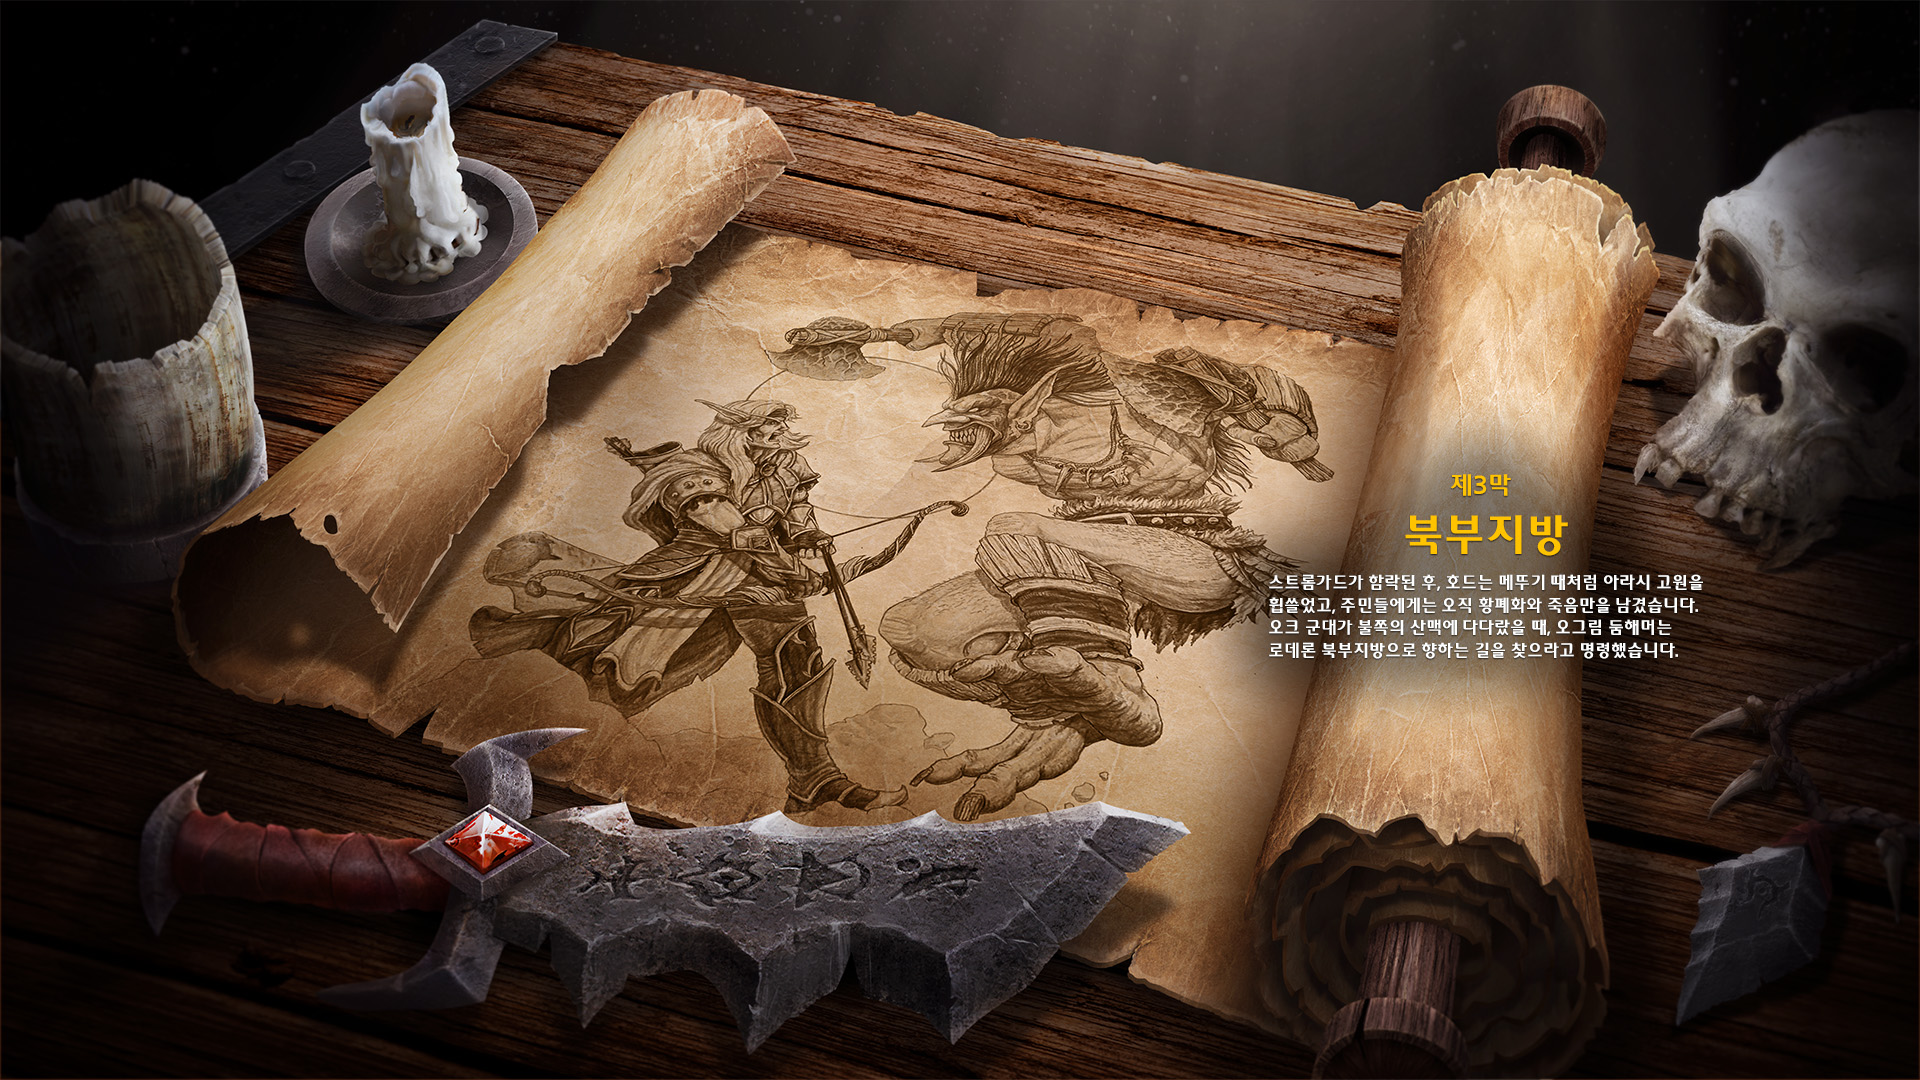 제3막
북부지방
스트롬가드가 함락된 후, 호드는 메뚜기 때처럼 아라시 고원을
휩쓸었고, 주민들에게는 오직 황폐화와 죽음만을 남겼습니다.
오크 군대가 불쪽의 산맥에 다다랐을 때, 오그림 둠해머는
로데론 북부지방으로 향하는 길을 찾으라고 명령했습니다.